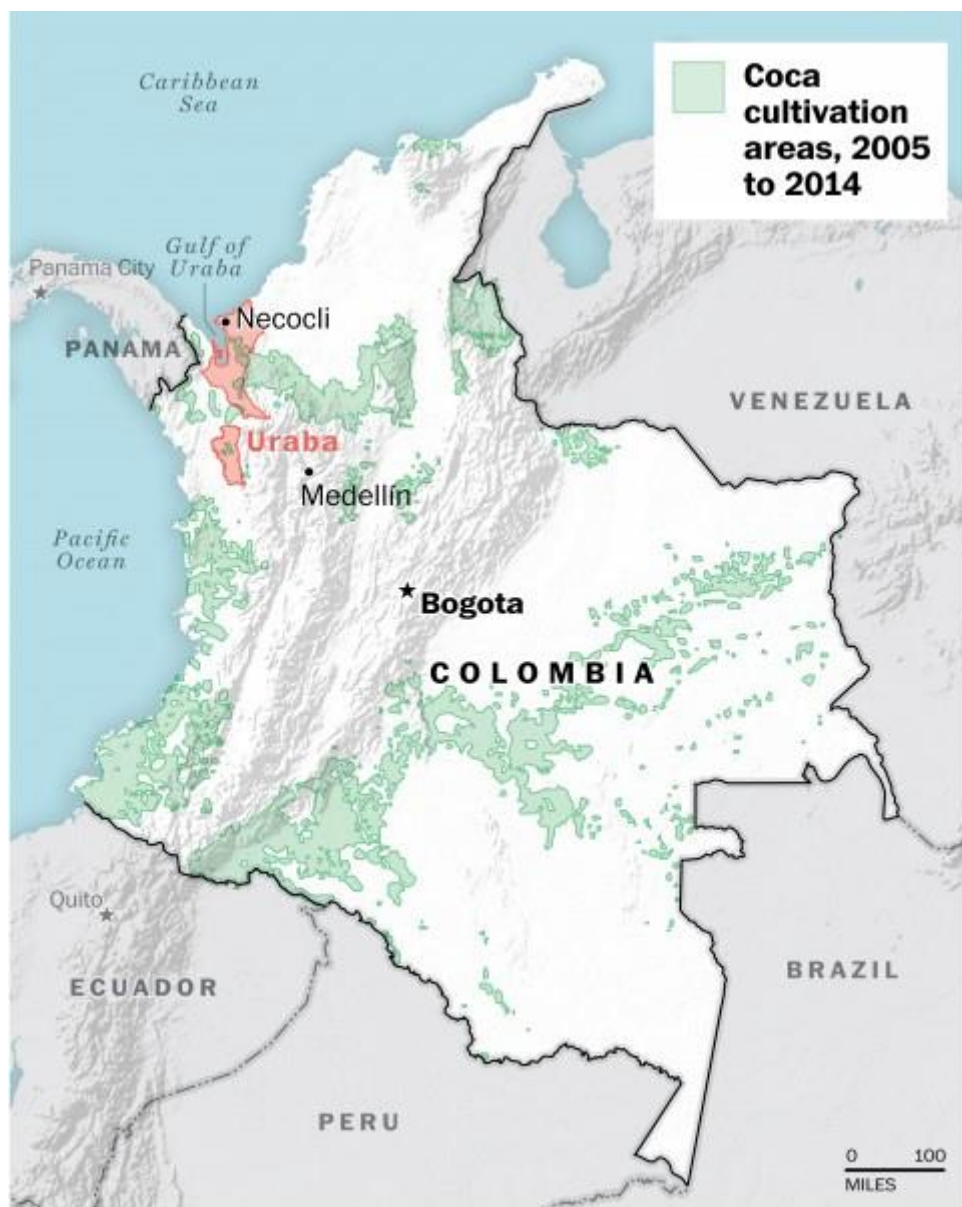 Coca
cultivation
areas, 2005
to 2014
Caribbean
Sea
Gulf of
Uraba
Panama City
Necocli
PANAMA
VENEZUELA
Uraba
Medellín
Pacific
Ocean
Bogota
COLOMBIA
Quito
ECUADOR
BRAZIL
PERU
0 100
MILES